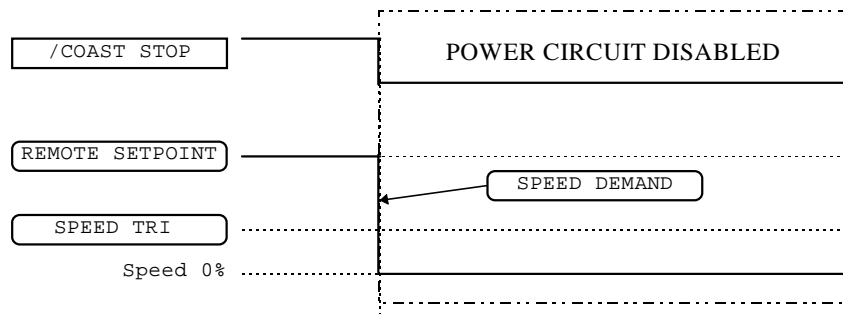 /COAST STOP
POWER CIRCUIT DISABLED
REMOTE SETPOINT
SPEED DEMAND
SPEED TRI
Speed 0%